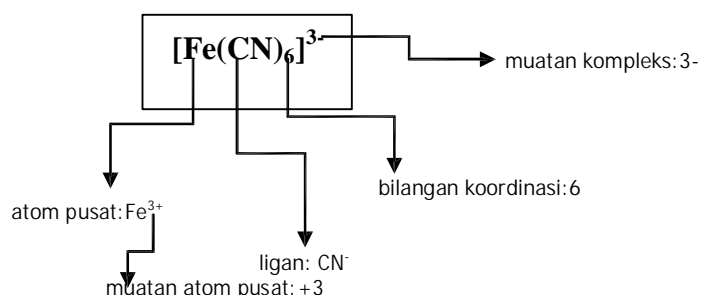 [Fe(CN)₆]³⁻
muatan kompleks:3-
bilangan koordinasi:6
atom pusat:Fe³⁺
ligan: CN⁻
muatan atom pusat:+3